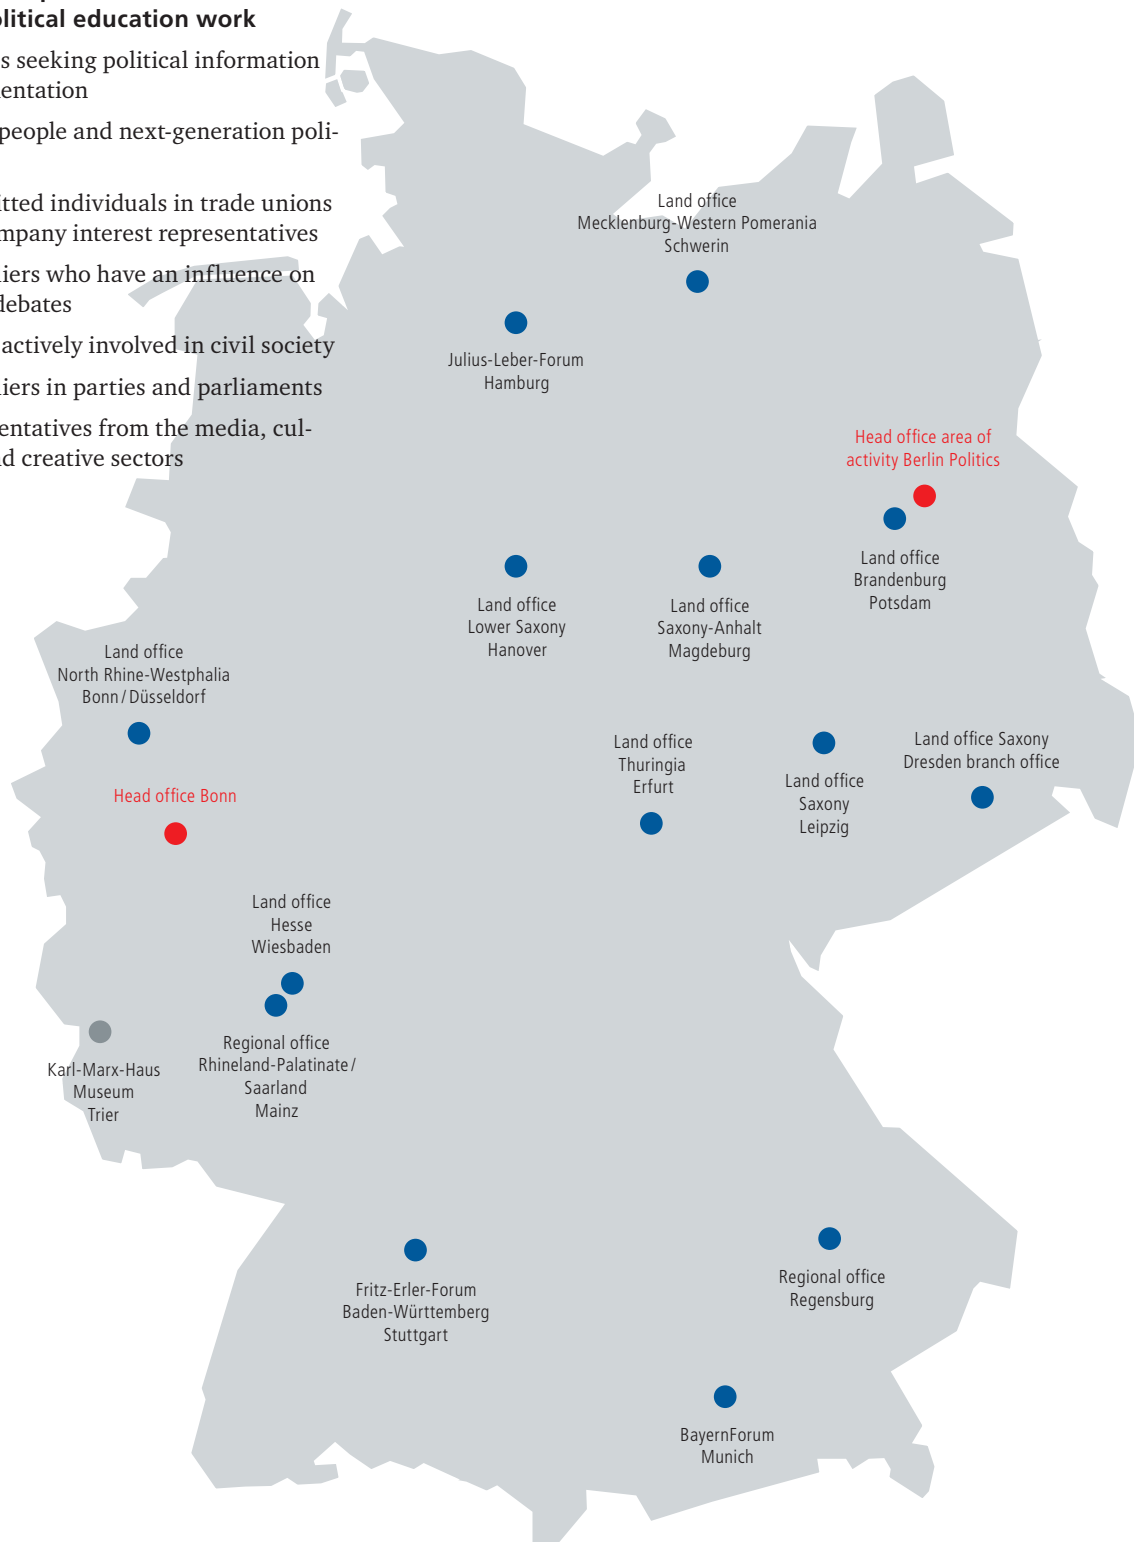 olitical education work
s seeking political information
entation
people and next-generation poli-
itted individuals in trade unions
mpany interest representatives
iers who have an influence on
debates
actively involved in civil society
iers in parties and parliaments
entatives from the media, cul-
nd creative sectors
Land office
Mecklenburg-Western Pomerania
Schwerin
Julius-Leber-Forum
Hamburg
Head office area of
activity Berlin Politics
Land office
Brandenburg
Potsdam
Land office
Lower Saxony
Hanover
Land office
Saxony-Anhalt
Magdeburg
Land office
North Rhine-Westphalia
Bonn / Düsseldorf
Land office
Thuringia
Erfurt
Land office
Saxony
Leipzig
Land office Saxony
Dresden branch office
Head office Bonn
Land office
Hesse
Wiesbaden
Regional office
Rhineland-Palatinate /
Saarland
Mainz
Karl-Marx-Haus
Museum
Trier
Fritz-Erler-Forum
Baden-Württemberg
Stuttgart
Regional office
Regensburg
BayernForum
Munich